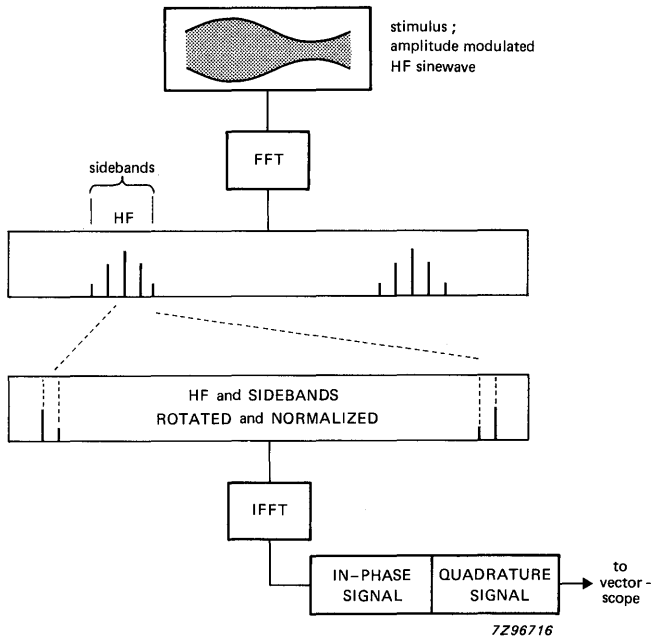 stimulus ;
amplitude modulated
HF sinewave
FFT
sidebands
HF
HF and SIDEBANDS
ROTATED and NORMALIZED
IFFT
IN-PHASE
SIGNAL
QUADRATURE
SIGNAL
to
vector-
scope
7Z96716